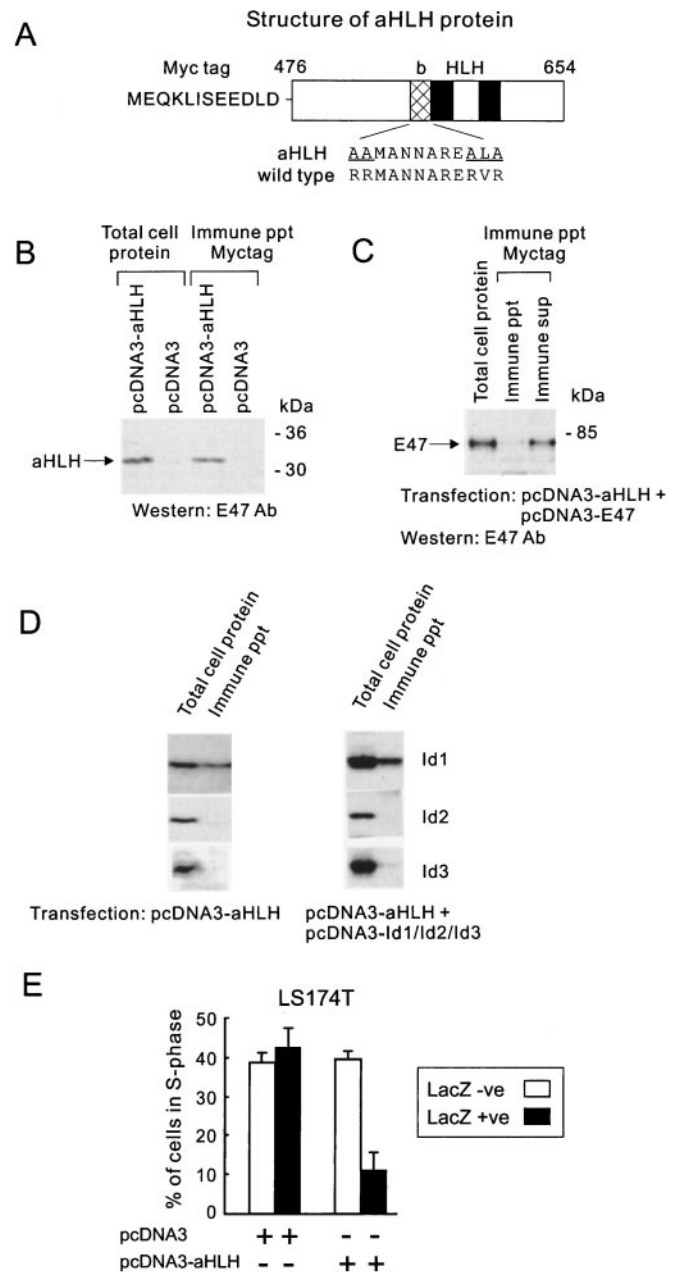 A
Structure of aHLH protein
Myc tag 476 b HLH 654
MEQKLISEEDLD
aHLH AAMANNAREALA
wild type RRMANNARERVR
B
Total cell protein
Immune ppt Myctag
pcDNA3-aHLH
pcDNA3
pcDNA3-aHLH
pcDNA3
kDa
- 36
aHLH
- 30
Western: E47 Ab
C
Immune ppt Myctag
Total cell protein
Immune ppt
Immune sup
kDa
- 85
E47
Transfection: pcDNA3-aHLH +
pcDNA3-E47
Western: E47 Ab
D
Total cell protein
Immune ppt
Total cell protein
Immune ppt
Id1
Id2
Id3
Transfection: pcDNA3-aHLH
pcDNA3-aHLH +
pcDNA3-Id1/Id2/Id3
E
LS174T
% of cells in S-phase
50
40
30
20
10
0
LacZ -ve
LacZ +ve
pcDNA3 + + - -
pcDNA3-aHLH - - + +